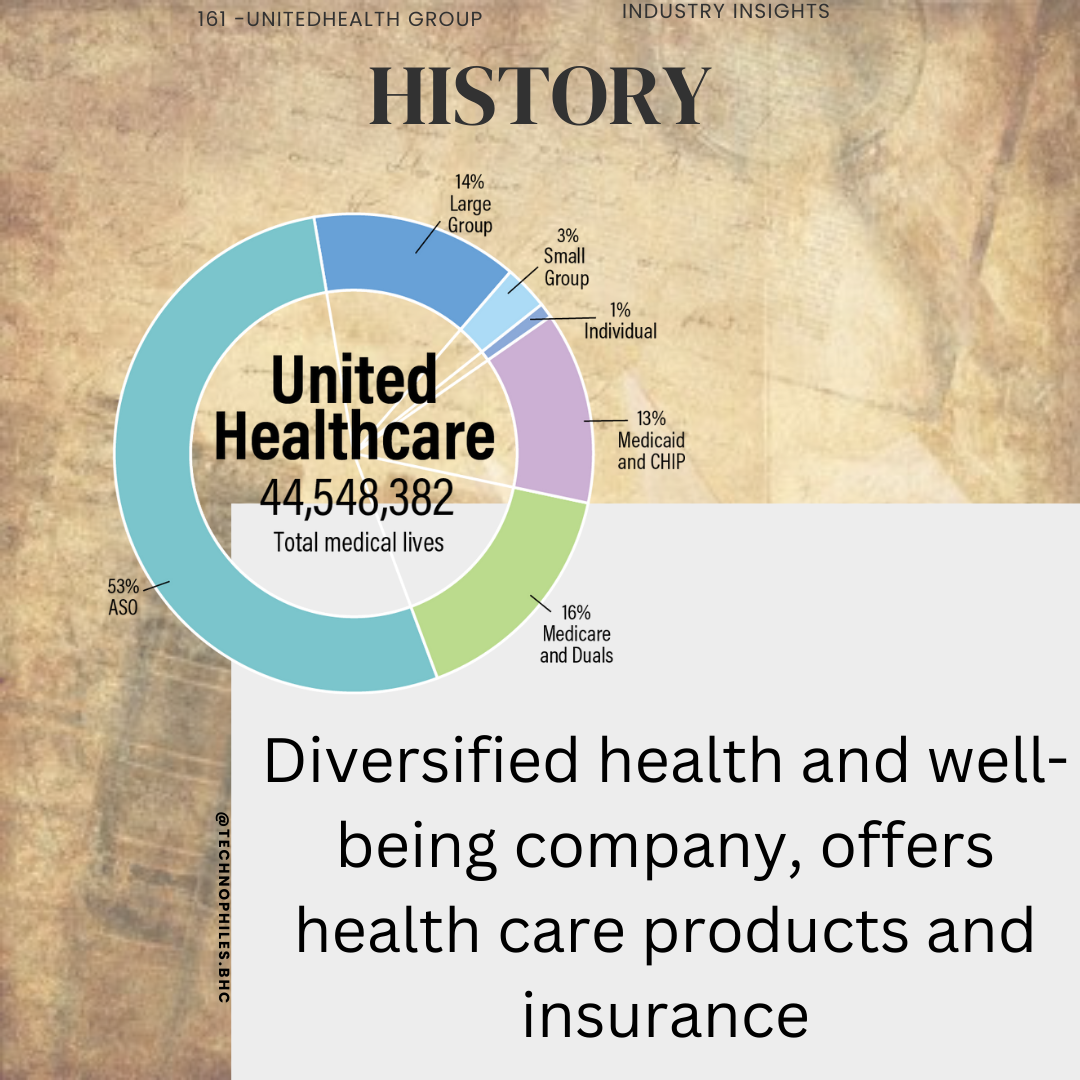 161 -UNITEDHEALTH GROUP
INDUSTRY INSIGHTS
HISTORY
14%
Large
Group
3%
Small
Group
1%
Individual
13%
Medicaid
and CHIP
United
Healthcare
44,548,382
Total medical lives
53%
ASO
16%
Medicare
and Duals
Diversified health and well-
being company, offers
health care products and
insurance
@TECHNOPHILES.BHC